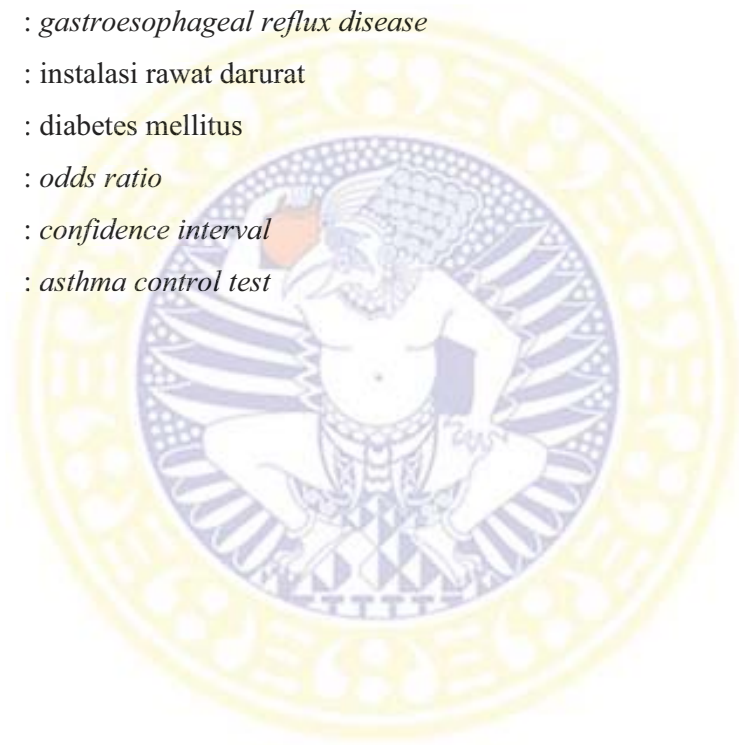 : gastroesophageal reflux disease
: instalasi rawat darurat
: diabetes mellitus
: odds ratio
: confidence interval
: asthma control test